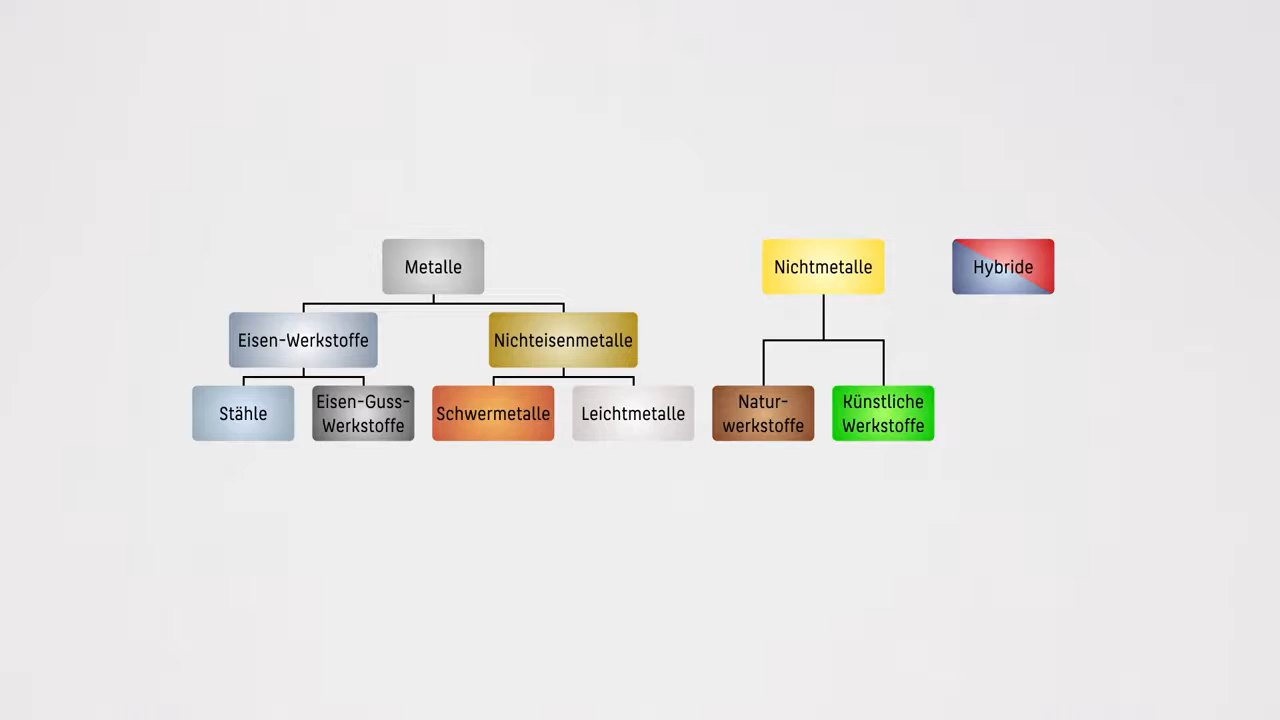 Metalle
Nichtmetalle
Hybride
Eisen-Werkstoffe
Nichteisenmetalle
Stähle
Eisen-Guss-
Werkstoffe
Schwermetalle
Leichtmetalle
Natur-
werkstoffe
Künstliche
Werkstoffe